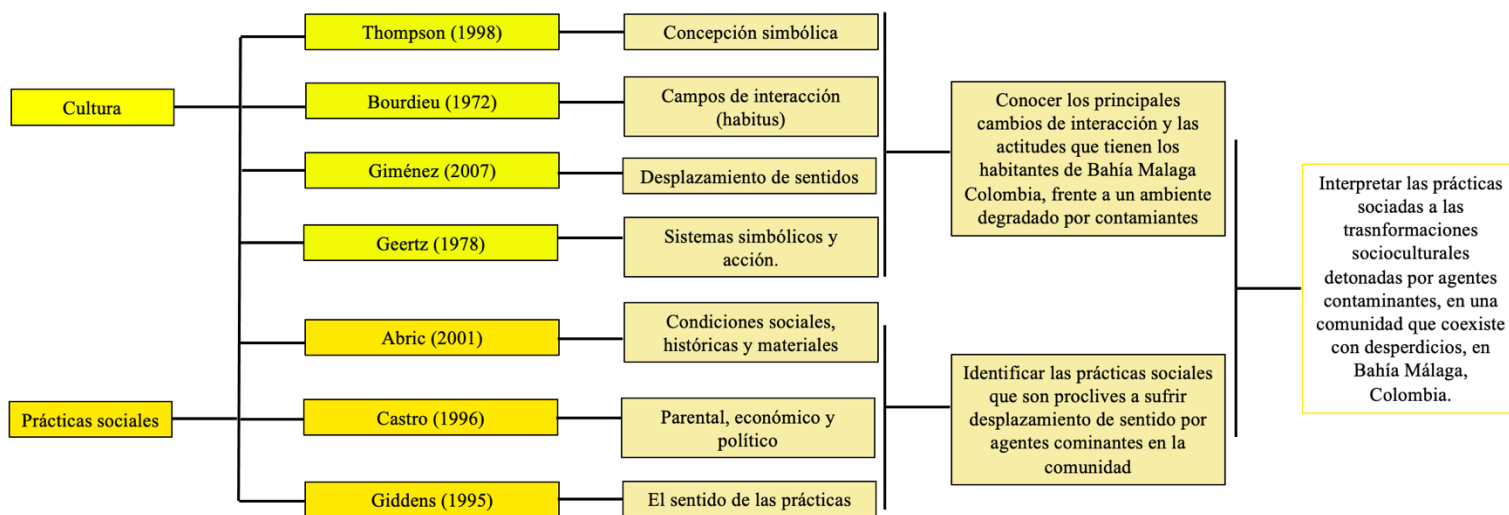 Cultura
Prácticas sociales
Thompson (1998)
Bourdieu (1972)
Giménez (2007)
Geertz (1978)
Abric (2001)
Castro (1996)
Giddens (1995)
Concepción simbólica
Campos de interacción
(habitus)
Desplazamiento de sentidos
Sistemas simbólicos y
acción.
Condiciones sociales,
históricas y materiales
Parental, económico y
político
El sentido de las prácticas
Conocer los principales
cambios de interacción y las
actitudes que tienen los
habitantes de Bahía Malaga
Colombia, frente a un ambiente
degradado por contamiantes
Identificar las prácticas sociales
que son proclives a sufrir
desplazamiento de sentido por
agentes cominantes en la
comunidad
Interpretar las prácticas
sociadas a las
trasnformaciones
socioculturales
detonadas por agentes
contaminantes, en una
comunidad que coexiste
con desperdicios, en
Bahía Málaga,
Colombia.